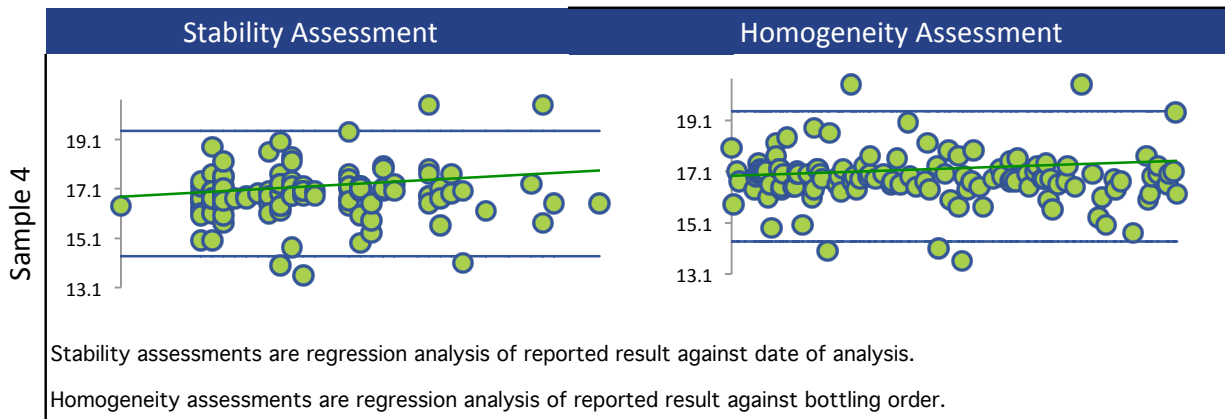 Stability Assessment
Homogeneity Assessment
Sample 4
19.1
17.1
15.1
13.1
19.1
17.1
15.1
13.1
Stability assessments are regression analysis of reported result against date of analysis.
Homogeneity assessments are regression analysis of reported result against bottling order.